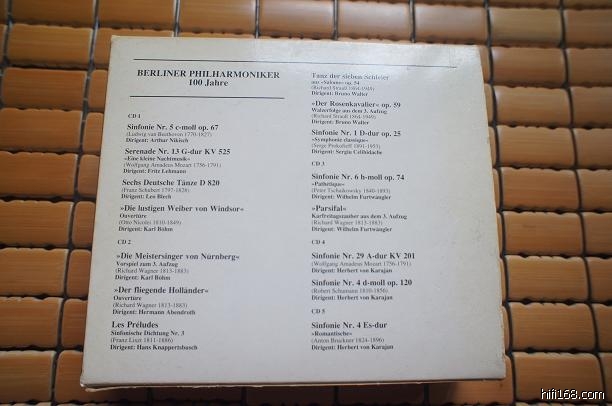 BERLINER PHILHARMONIKER
100 Jahre
CD 1
Sinfonie Nr. 5 c-moll op. 67
(Ludwig van Beethoven 1770-1827)
Dirigent: Arthur Nikisch
Serenade Nr. 13 G-dur KV 525
»Eine kleine Nachtmusik«
(Wolfgang Amadeus Mozart 1756-1791)
Dirigent: Fritz Lehmann
Sechs Deutsche Tänze D 820
(Franz Schubert 1797-1828)
Dirigent: Leo Blech
»Die lustigen Weiber von Windsor«
Ouvertüre
(Otto Nicolai 1810-1849)
Dirigent: Karl Böhm
CD 2
»Die Meistersinger von Nürnberg«
Vorspiel zum 3. Aufzug
(Richard Wagner 1813-1883)
Dirigent: Karl Böhm
»Der fliegende Holländer«
Ouvertüre
(Richard Wagner 1813-1883)
Dirigent: Hermann Abendroth
Les Préludes
Sinfonische Dichtung Nr. 3
(Franz Liszt 1811-1886)
Dirigent: Hans Knappertsbusch
Tanz der sieben Schleier
aus »Salome« op. 54
(Richard Strauß 1864-1949)
Dirigent: Bruno Walter
»Der Rosenkavalier« op. 59
Walzerfolge aus dem 3. Aufzug
(Richard Strauß 1864-1949)
Dirigent: Bruno Walter
Sinfonie Nr. 1 D-dur op. 25
»Symphonie classique«
(Serge Prokofieff 1891-1953)
Dirigent: Sergiu Celibidache
CD 3
Sinfonie Nr. 6 h-moll op. 74
»Pathétique«
(Peter Tschaikowsky 1840-1893)
Dirigent: Wilhelm Furtwängler
»Parsifal«
Karfreitagszauber aus dem 3. Aufzug
(Richard Wagner 1813-1883)
Dirigent: Wilhelm Furtwängler
CD 4
Sinfonie Nr. 29 A-dur KV 201
(Wolfgang Amadeus Mozart 1756-1791)
Dirigent: Herbert von Karajan
Sinfonie Nr. 4 d-moll op. 120
(Robert Schumann 1810-1856)
Dirigent: Herbert von Karajan
CD 5
Sinfonie Nr. 4 Es-dur
»Romantische«
(Anton Bruckner 1824-1896)
Dirigent: Herbert von Karajan
hifi168.com